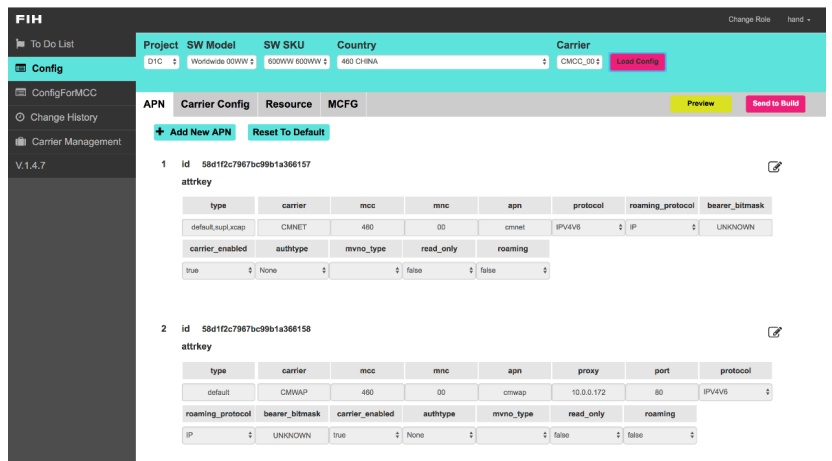 FIH
Change Role hand
To Do List
Config
ConfigForMCC
Change History
Carrier Management
V.1.4.7
Project SW Model SW SKU Country Carrier
D1C Worldwide 00WW 600WW 600WW 460 CHINA CMCC_00 Load Config
APN Carrier Config Resource MCFG Preview Send to Build
+ Add New APN Reset To Default
1 id 58d1f2c7967bc99b1a366157
attrkey
type carrier mcc mnc apn protocol roaming_protocol bearer_bitmask
default,supl,xcap CMNET 460 00 cmnet IPV4V6 IP UNKNOWN
carrier_enabled authtype mvno_type read_only roaming
true None false false
2 id 58d1f2c7967bc99b1a366158
attrkey
type carrier mcc mnc apn proxy port protocol
default CMWAP 460 00 cmwap 10.0.0.172 80 IPV4V6
roaming_protocol bearer_bitmask carrier_enabled authtype mvno_type read_only roaming
IP UNKNOWN true None false false